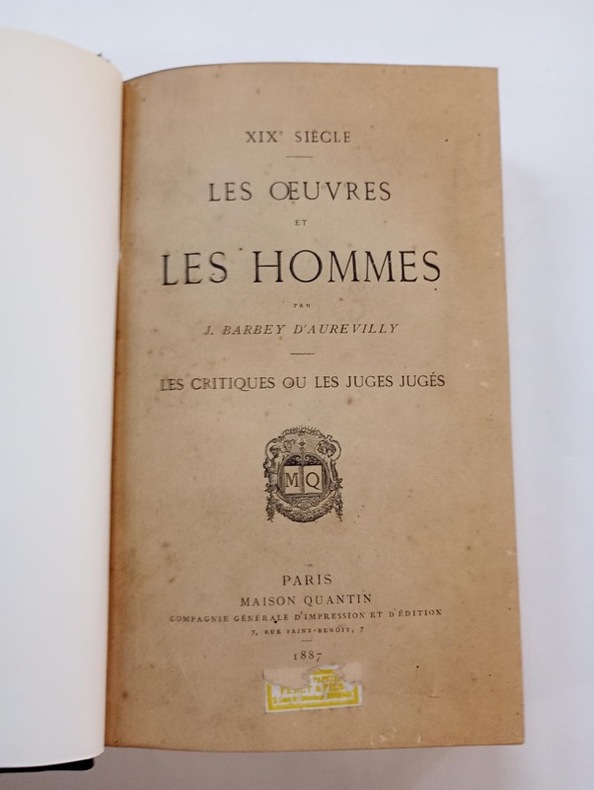 XIXᵉ SIÈCLE
LES ŒUVRES
ET
LES HOMMES
PAR
J. BARBEY D'AUREVILLY
LES CRITIQUES OU LES JUGES JUGÉS
M Q
PARIS
MAISON QUANTIN
COMPAGNIE GÉNÉRALE D'IMPRESSION ET D'ÉDITION
7, RUE SAINT-BENOÎT, 7
1887
& FILS